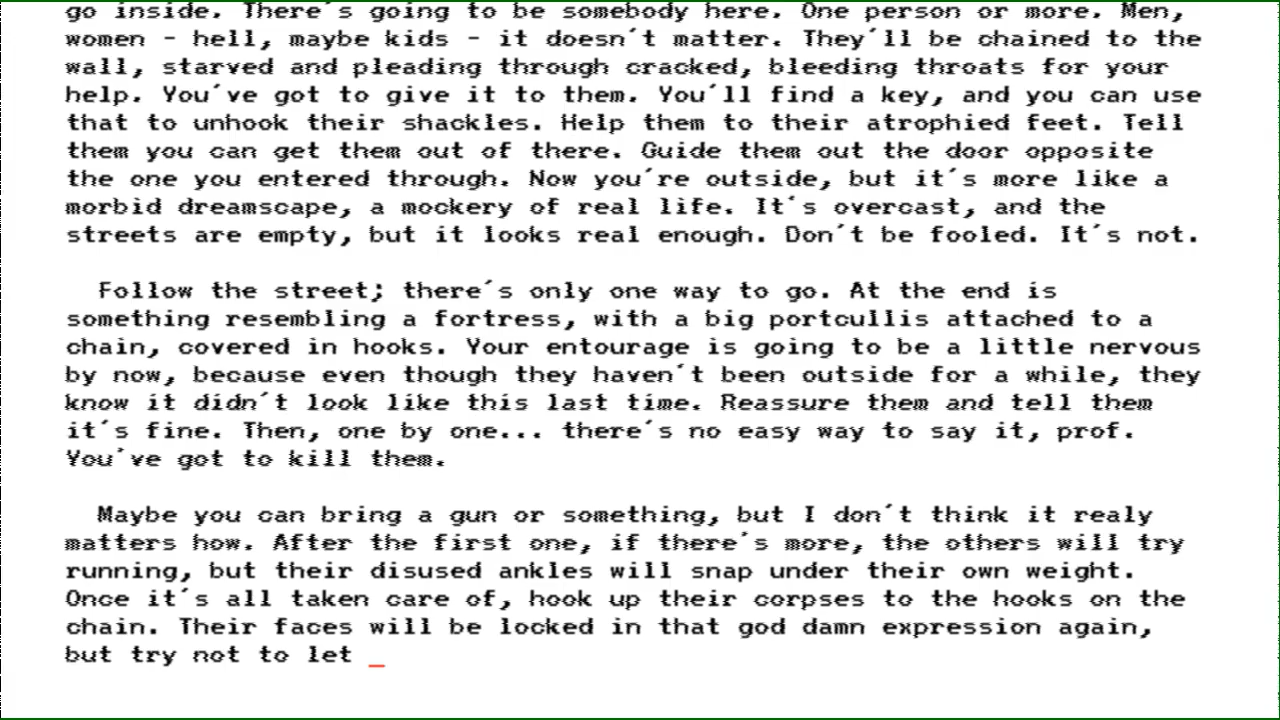 go inside. There's going to be somebody here. One person or more. Men,
women - hell, maybe kids - it doesn't matter. They'll be chained to the
wall, starved and pleading through cracked, bleeding throats for your
help. You've got to give it to them. You'll find a key, and you can use
that to unhook their shackles. Help them to their atrophied feet. Tell
them you can get them out of there. Guide them out the door opposite
the one you entered through. Now you're outside, but it's more like a
morbid dreamscape, a mockery of real life. It's overcast, and the
streets are empty, but it looks real enough. Don't be fooled. It's not.
Follow the street; there's only one way to go. At the end is
something resembling a fortress, with a big portcullis attached to a
chain, covered in hooks. Your entourage is going to be a little nervous
by now, because even though they haven't been outside for a while, they
know it didn't look like this last time. Reassure them and tell them
it's fine. Then, one by one... there's no easy way to say it, prof.
You've got to kill them.
Maybe you can bring a gun or something, but I don't think it realy
matters how. After the first one, if there's more, the others will try
running, but their disused ankles will snap under their own weight.
Once it's all taken care of, hook up their corpses to the hooks on the
chain. Their faces will be locked in that god damn expression again,
but try not to let _